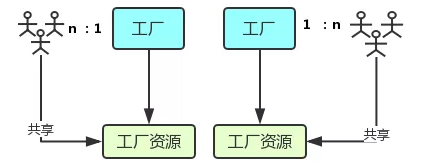 n : 1
工厂
工厂
1 : n
共享
工厂资源
工厂资源
共享